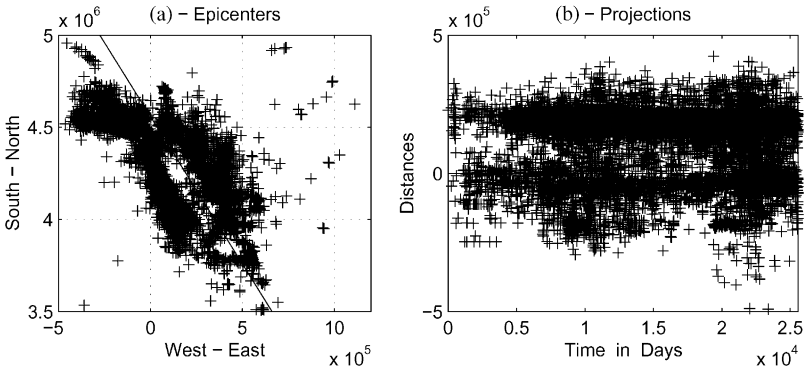 (a) – Epicenters
x 10^6
5
4.5
4
3.5
South – North
−5
0
5
10
West – East
x 10^5
(b) – Projections
x 10^5
5
0
−5
Distances
0
0.5
1
1.5
2
2.5
Time in Days
x 10^4